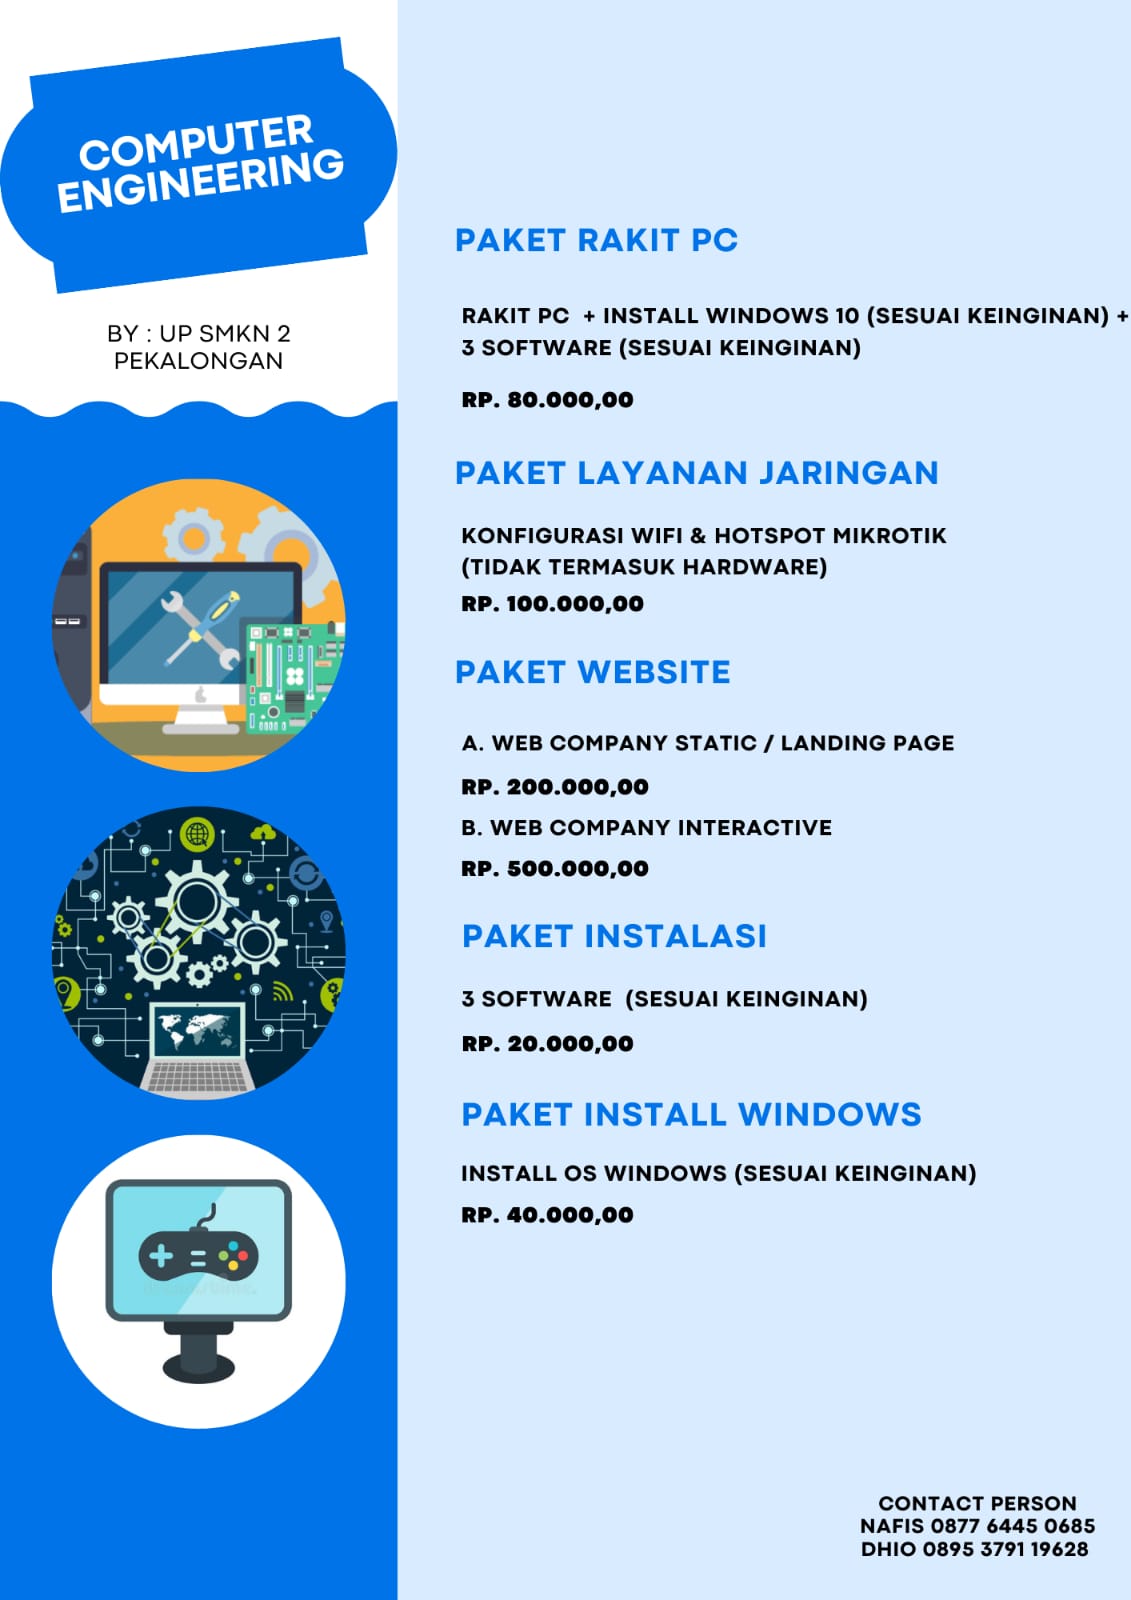 COMPUTER
ENGINEERING
BY : UP SMKN 2
PEKALONGAN
PAKET RAKIT PC
RAKIT PC + INSTALL WINDOWS 10 (SESUAI KEINGINAN) +
3 SOFTWARE (SESUAI KEINGINAN)
RP. 80.000,00
PAKET LAYANAN JARINGAN
KONFIGURASI WIFI & HOTSPOT MIKROTIK
(TIDAK TERMASUK HARDWARE)
RP. 100.000,00
PAKET WEBSITE
A. WEB COMPANY STATIC / LANDING PAGE
RP. 200.000,00
B. WEB COMPANY INTERACTIVE
RP. 500.000,00
PAKET INSTALASI
3 SOFTWARE (SESUAI KEINGINAN)
RP. 20.000,00
PAKET INSTALL WINDOWS
INSTALL OS WINDOWS (SESUAI KEINGINAN)
RP. 40.000,00
CONTACT PERSON
NAFIS 0877 6445 0685
DHIO 0895 3791 19628